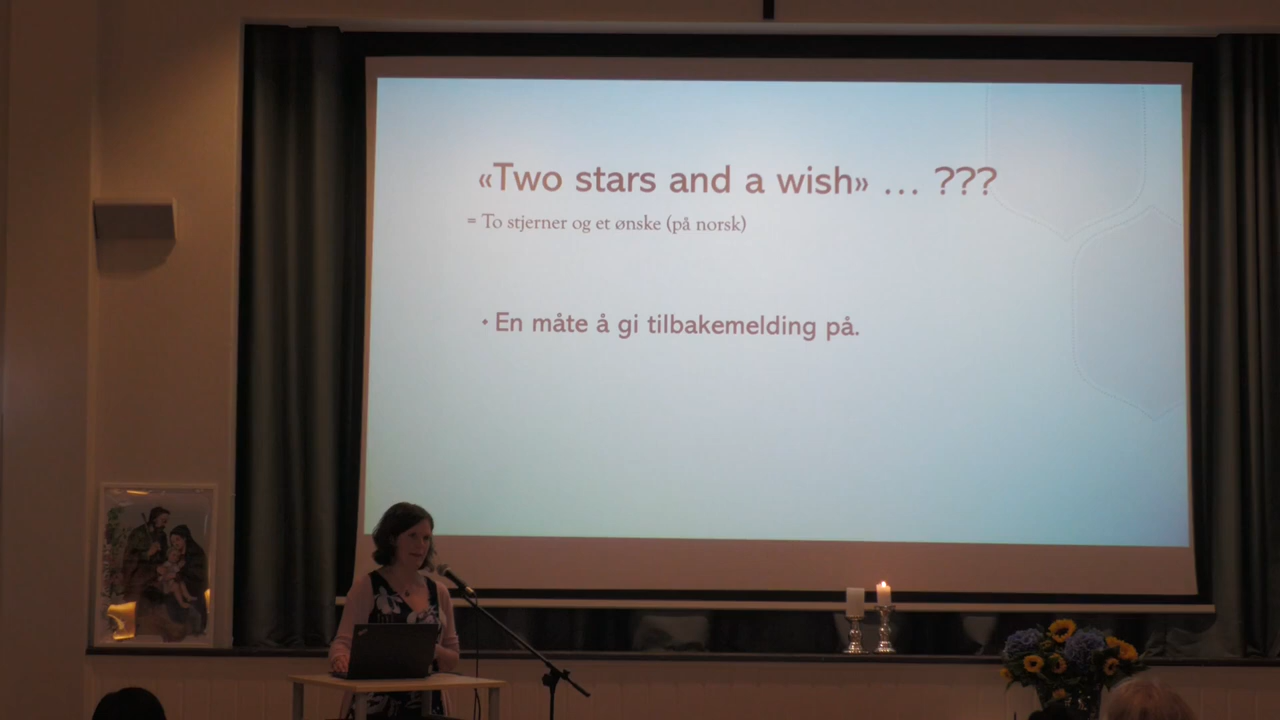 «Two stars and a wish» ... ???
= To stjerner og et ønske (på norsk)
• En måte å gi tilbakemelding på.